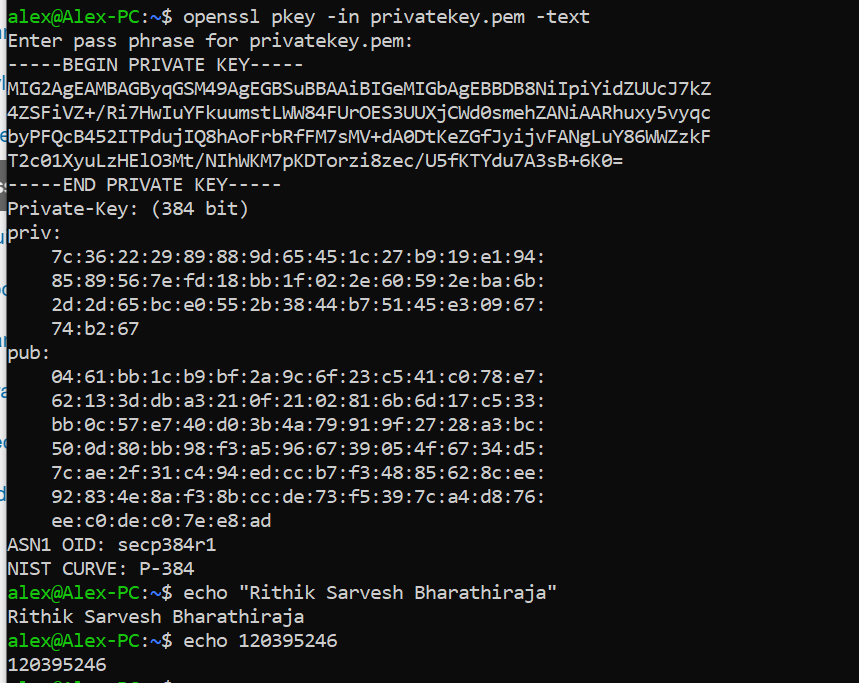 alex@Alex-PC:~$ openssl pkey -in privatekey.pem -text
Enter pass phrase for privatekey.pem:
-----BEGIN PRIVATE KEY-----
MIG2AgEAMBAGByqGSM49AgEGBSuBBAAiBIGeMIGbAgEBBDB8NiIpiYidZUUcJ7kZ
4ZSFiVZ+/Ri7HwIuYFkuumstLWW84FUrOES3UUXjCWd0smehZANiAARhuxy5vyqc
byPFQcB452ITPdujIQ8hAoFrbRfFM7sMV+dA0DtKeZGfJyijvFANgLuY86WWZzkF
T2c01XyuLzHElO3Mt/NIhWKM7pKDTorzi8zec/U5fKTYdu7A3sB+6K0=
-----END PRIVATE KEY-----
Private-Key: (384 bit)
priv:
    7c:36:22:29:89:88:9d:65:45:1c:27:b9:19:e1:94:
    85:89:56:7e:fd:18:bb:1f:02:2e:60:59:2e:ba:6b:
    2d:2d:65:bc:e0:55:2b:38:44:b7:51:45:e3:09:67:
    74:b2:67
pub:
    04:61:bb:1c:b9:bf:2a:9c:6f:23:c5:41:c0:78:e7:
    62:13:3d:db:a3:21:0f:21:02:81:6b:6d:17:c5:33:
    bb:0c:57:e7:40:d0:3b:4a:79:91:9f:27:28:a3:bc:
    50:0d:80:bb:98:f3:a5:96:67:39:05:4f:67:34:d5:
    7c:ae:2f:31:c4:94:ed:cc:b7:f3:48:85:62:8c:ee:
    92:83:4e:8a:f3:8b:cc:de:73:f5:39:7c:a4:d8:76:
    ee:c0:de:c0:7e:e8:ad
ASN1 OID: secp384r1
NIST CURVE: P-384
alex@Alex-PC:~$ echo "Rithik Sarvesh Bharathiraja"
Rithik Sarvesh Bharathiraja
alex@Alex-PC:~$ echo 120395246
120395246